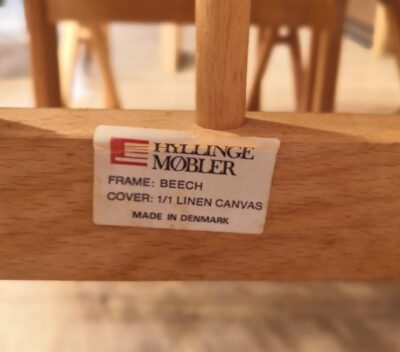 HYLLINGE
MØBLER
FRAME: BEECH
COVER: 1/1 LINEN CANVAS
MADE IN DENMARK